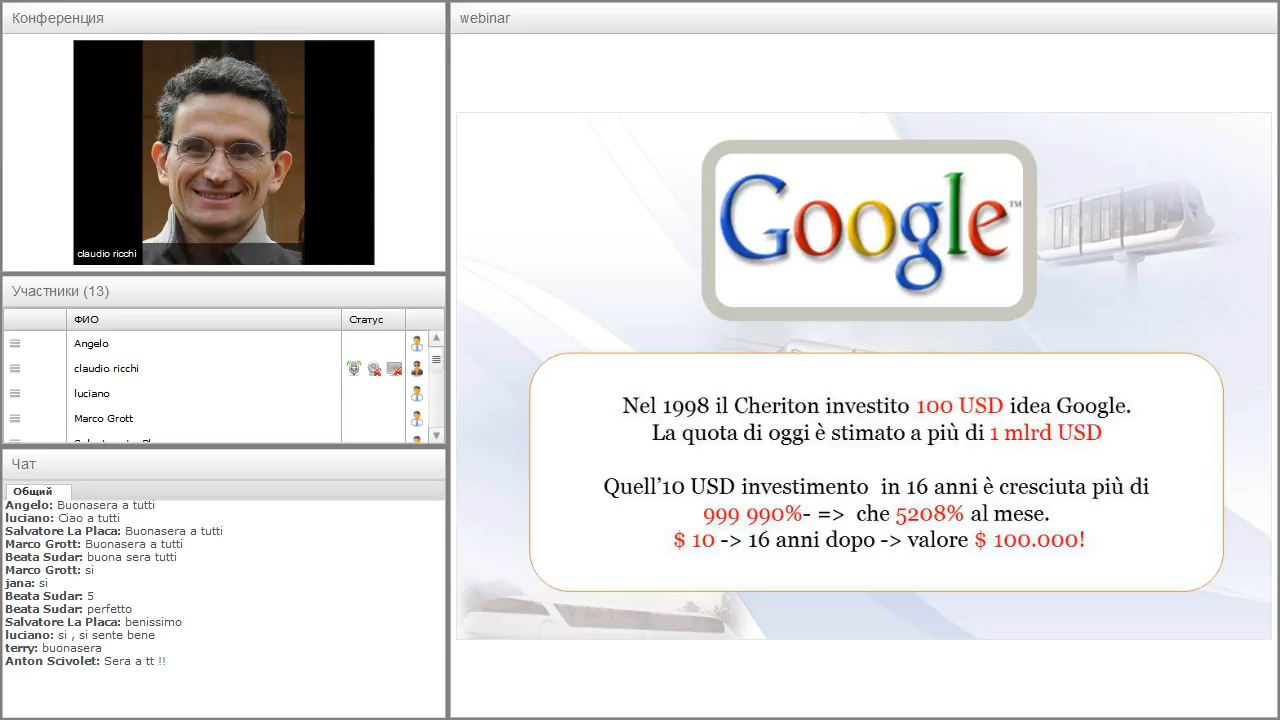 Конференция
claudio ricchi
Участники (13)
ФИО
Статус
Angelo
claudio ricchi
luciano
Marco Grott
Чат
Общий
Angelo: Buonasera a tutti
luciano: Ciao a tutti
Salvatore La Placa: Buonasera a tutti
Marco Grott: Buonasera a tutti
Beata Sudar: buona sera tutti
Marco Grott: si
jana: si
Beata Sudar: 5
Beata Sudar: perfetto
Salvatore La Placa: benissimo
luciano: si , si sente bene
terry: buonasera
Anton Scivolet: Sera a tt !!
webinar
Google™
Nel 1998 il Cheriton investito 100 USD idea Google.
La quota di oggi è stimato a più di 1 mlrd USD
Quell'10 USD investimento in 16 anni è cresciuta più di
999 990%- => che 5208% al mese.
$ 10 -> 16 anni dopo -> valore $ 100.000!